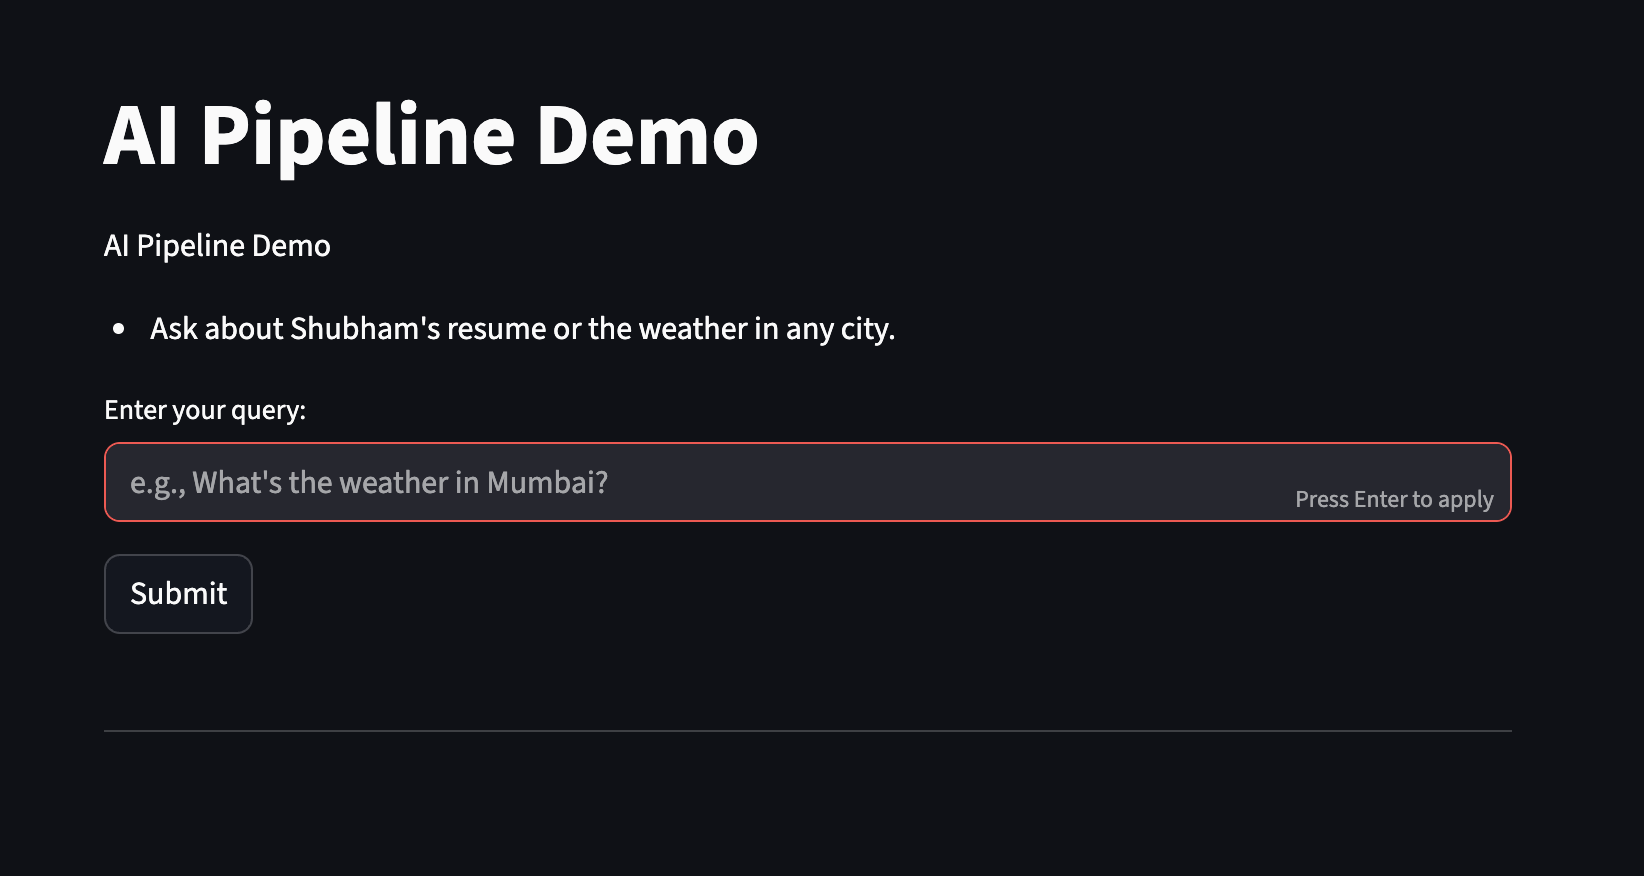 AI Pipeline Demo
AI Pipeline Demo
• Ask about Shubham's resume or the weather in any city.
Enter your query:
e.g., What's the weather in Mumbai?
Press Enter to apply
Submit